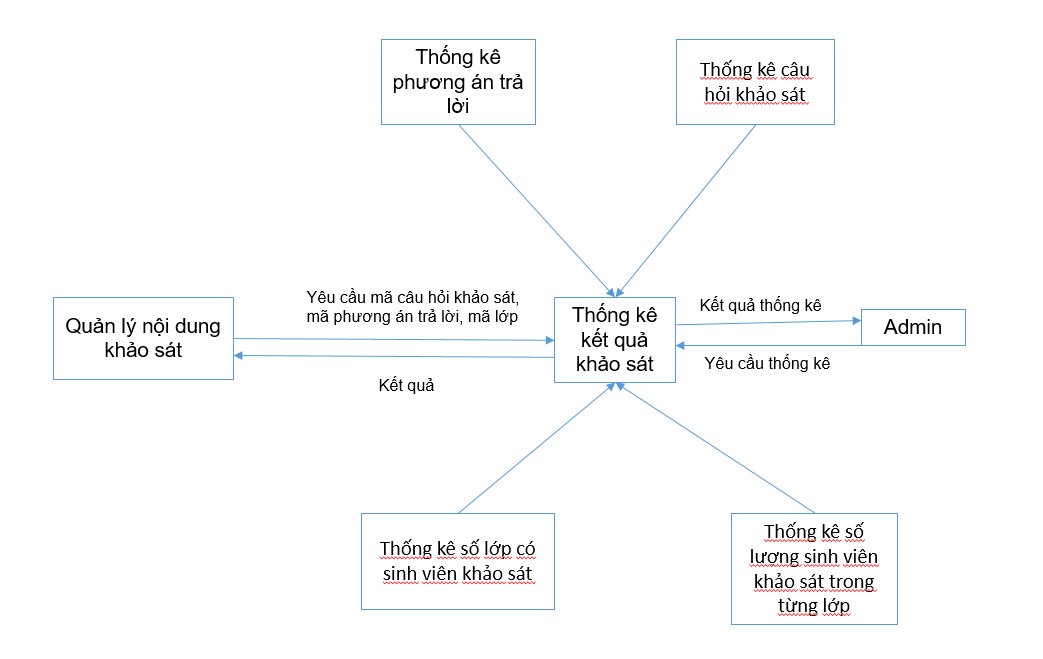 Thống kê
phương án trả
lời
Thống kê câu
hỏi khảo sát
Yêu cầu mã câu hỏi khảo sát,
mã phương án trả lời, mã lớp
Quản lý nội dung
khảo sát
Kết quả
Thống kê
kết quả
khảo sát
Kết quả thống kê
Admin
Yêu cầu thống kê
Thống kê số lớp có
sinh viên khảo sát
Thống kê số
lượng sinh viên
khảo sát trong
từng lớp